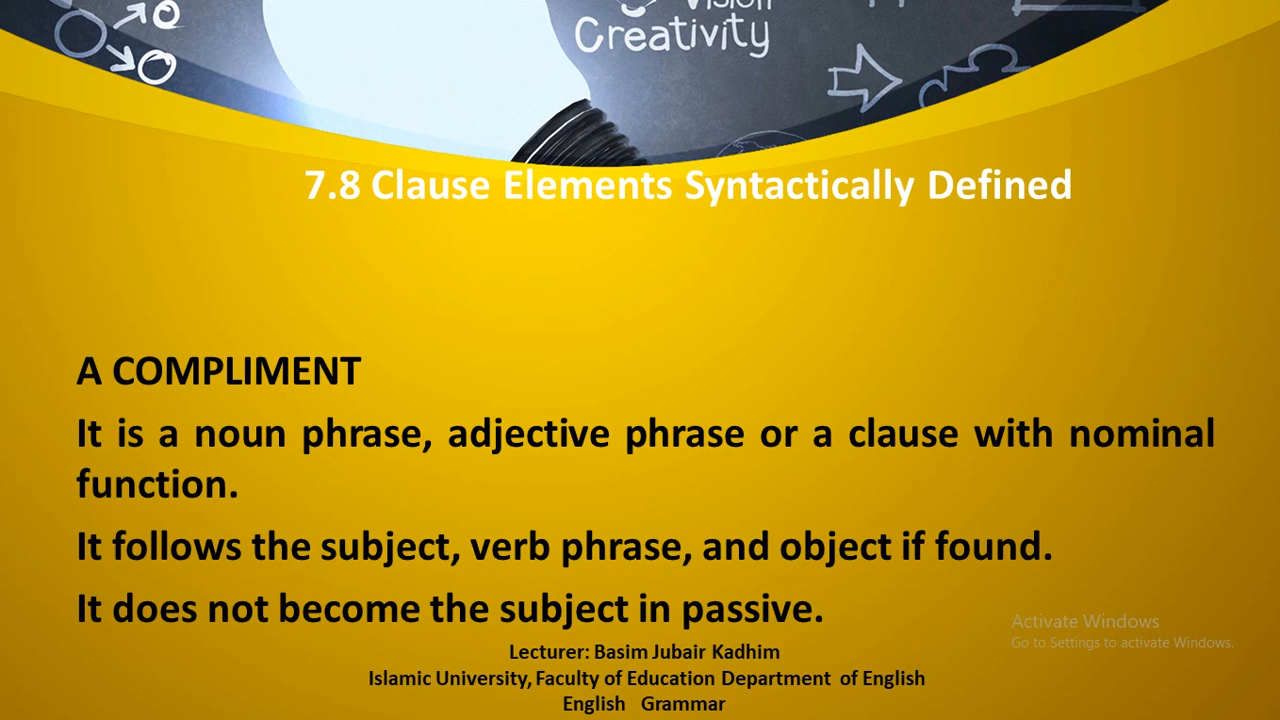 Vision
Creativity
7.8 Clause Elements Syntactically Defined
A COMPLIMENT
It is a noun phrase, adjective phrase or a clause with nominal
function.
It follows the subject, verb phrase, and object if found.
It does not become the subject in passive.
Activate Windows
Go to Settings to activate Windows.
Lecturer: Basim Jubair Kadhim
Islamic University, Faculty of Education Department of English
English Grammar